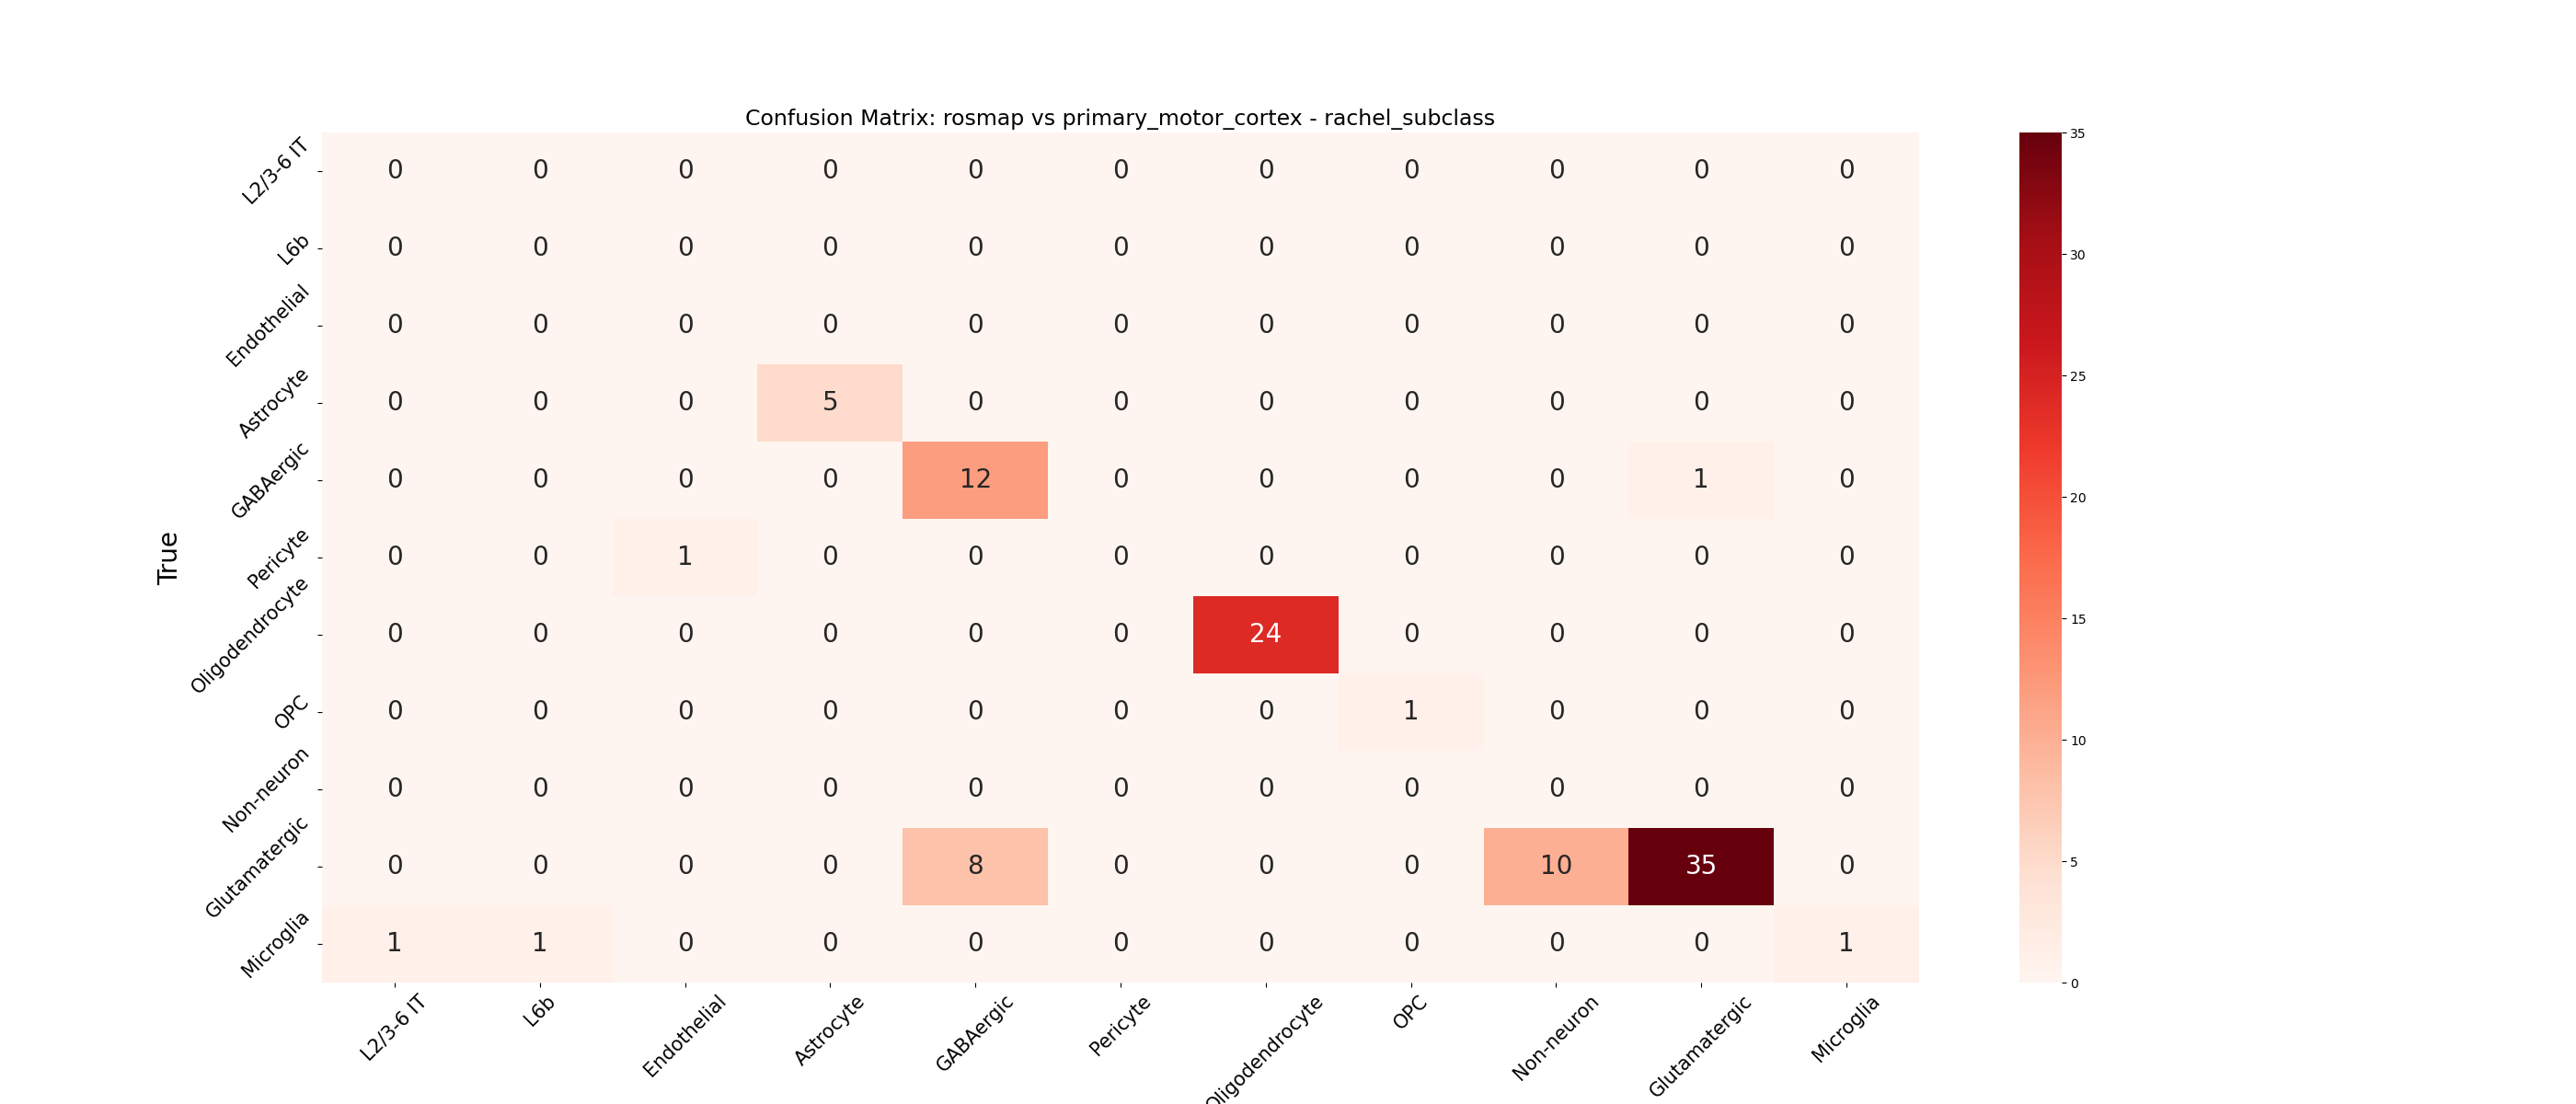 Confusion Matrix: rosmap vs primary_motor_cortex - rachel_subclass
L2/3-6 IT 0 0 0 0 0 0 0 0 0 0 0
L6b 0 0 0 0 0 0 0 0 0 0 0
Endothelial 0 0 0 0 0 0 0 0 0 0 0
Astrocyte 0 0 0 5 0 0 0 0 0 0 0
GABAergic 0 0 0 0 12 0 0 0 0 1 0
Pericyte 0 0 1 0 0 0 0 0 0 0 0
Oligodendrocyte 0 0 0 0 0 0 24 0 0 0 0
OPC 0 0 0 0 0 0 0 1 0 0 0
Non-neuron 0 0 0 0 0 0 0 0 0 0 0
Glutamatergic 0 0 0 0 8 0 0 0 10 35 0
Microglia 1 1 0 0 0 0 0 0 0 0 1
True
L2/3-6 IT L6b Endothelial Astrocyte GABAergic Pericyte Oligodendrocyte OPC Non-neuron Glutamatergic Microglia
35
30
25
20
15
10
5
0